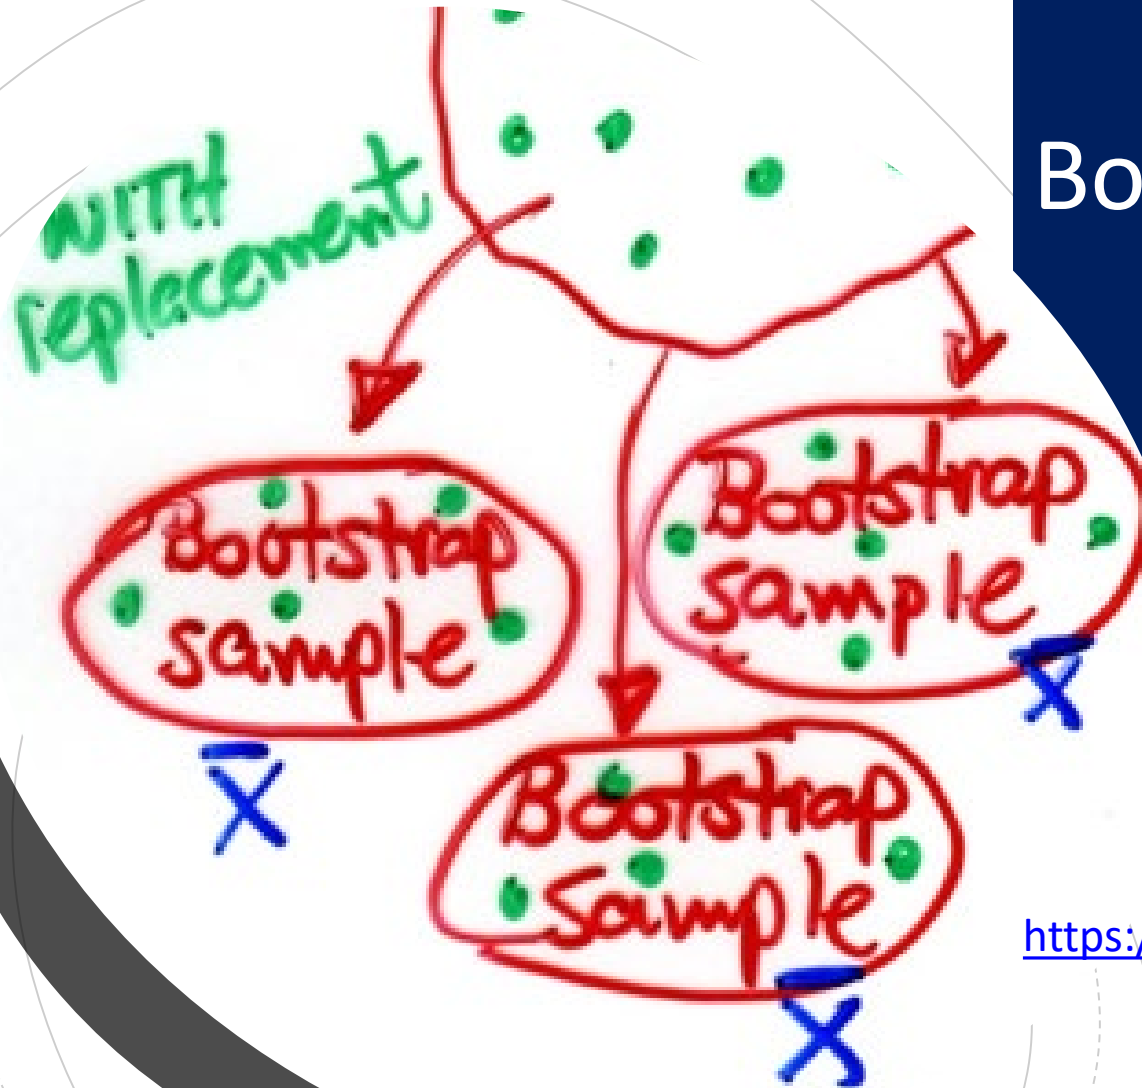 Bo
WITH
replacement
Bootstrap
sample
X̄
Bootstrap
sample
X̄
Bootstrap
Sample
X̄
https:/